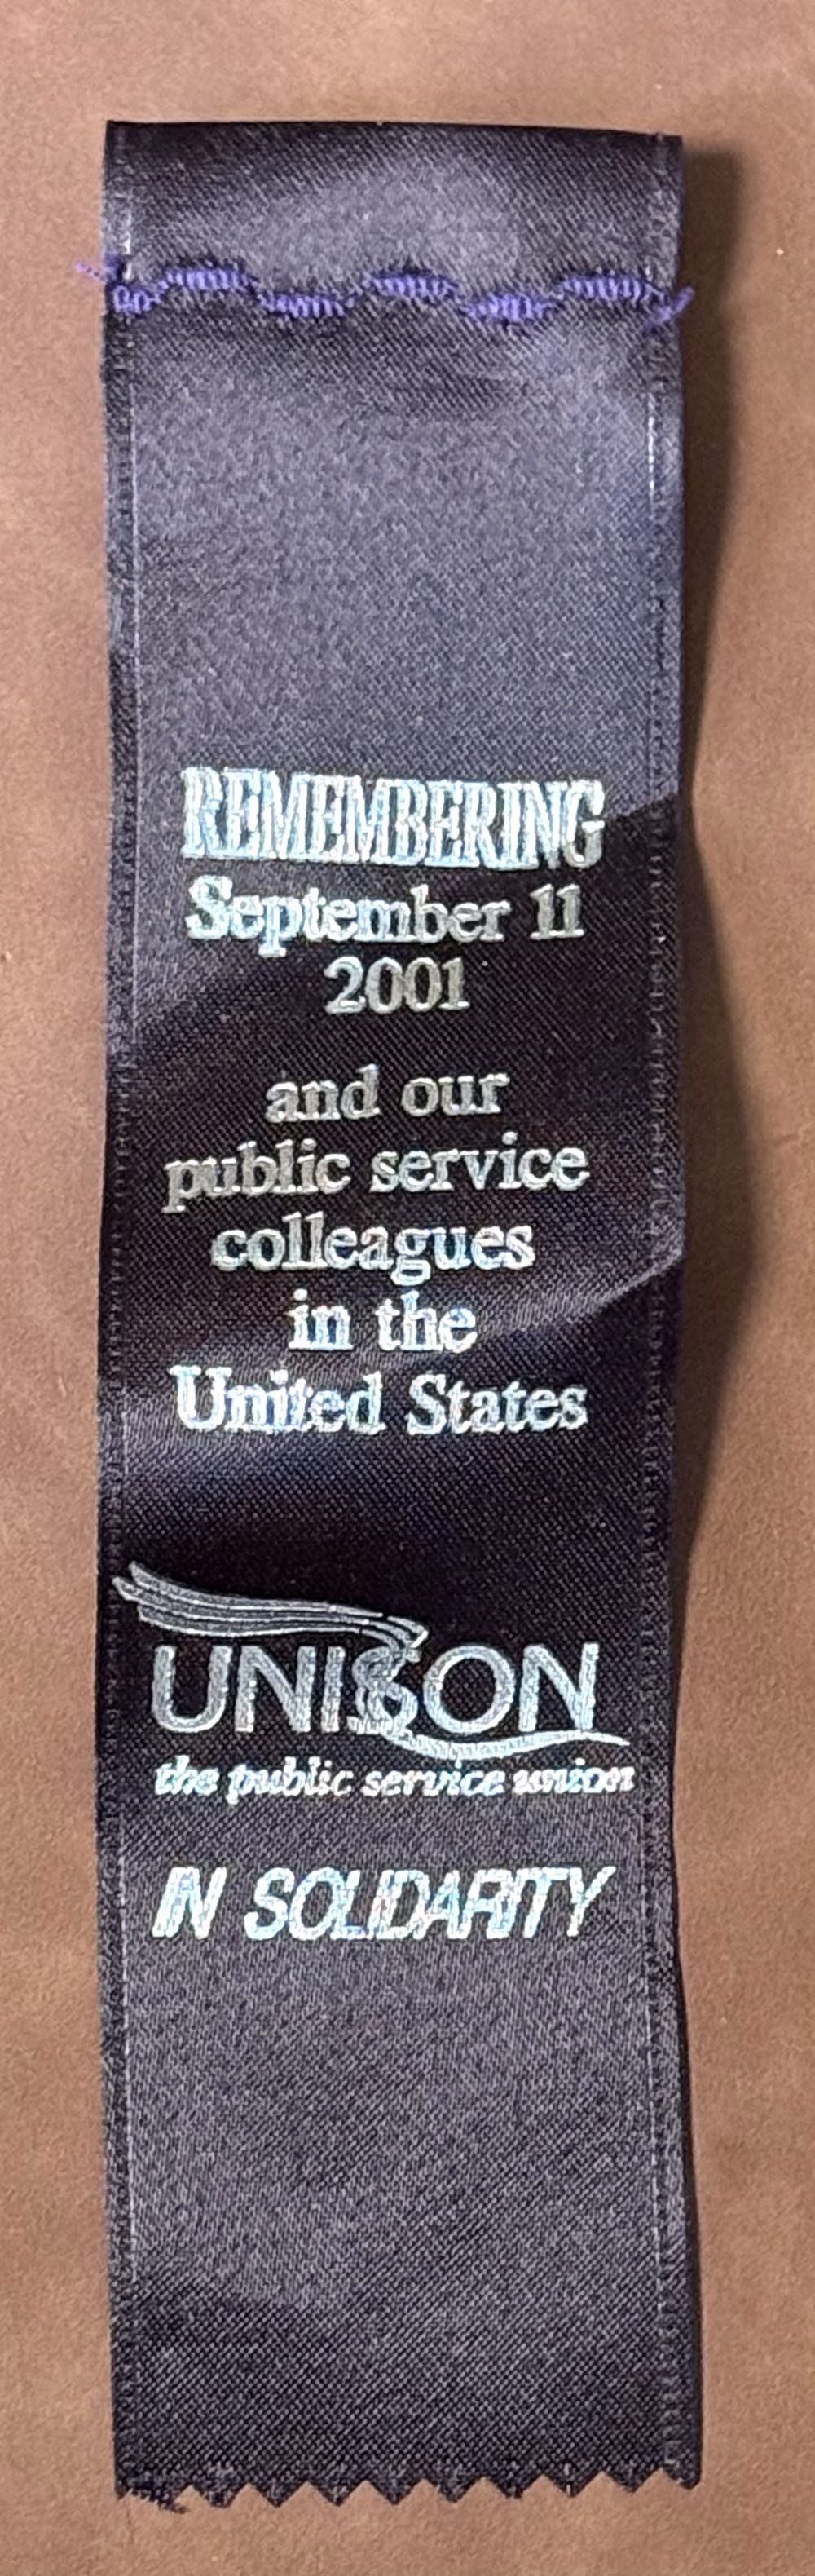 REMEMBERING
September 11
2001
and our
public service
colleagues
in the
United States
UNISON
the public service union
IN SOLIDARITY